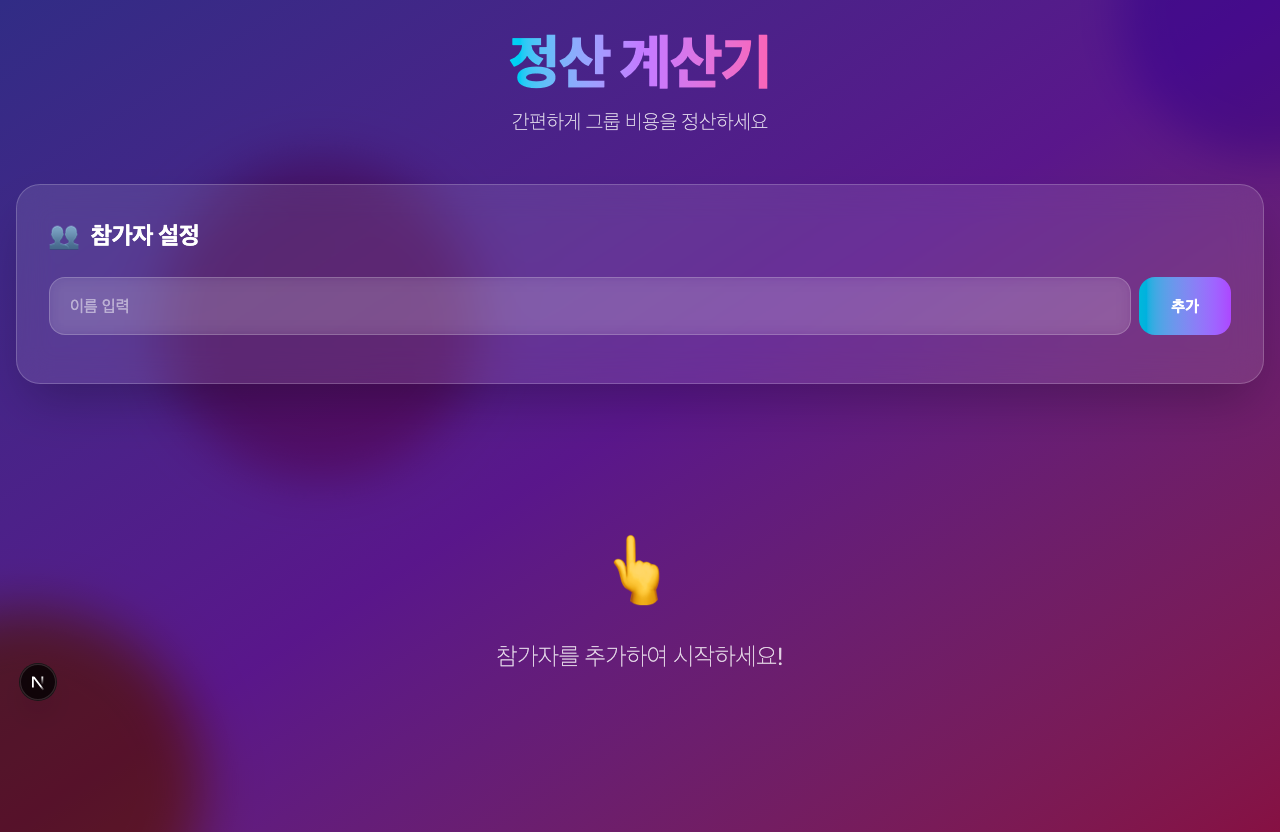 정산 계산기
간편하게 그룹 비용을 정산하세요
참가자 설정
이름 입력
추가
참가자를 추가하여 시작하세요!
N